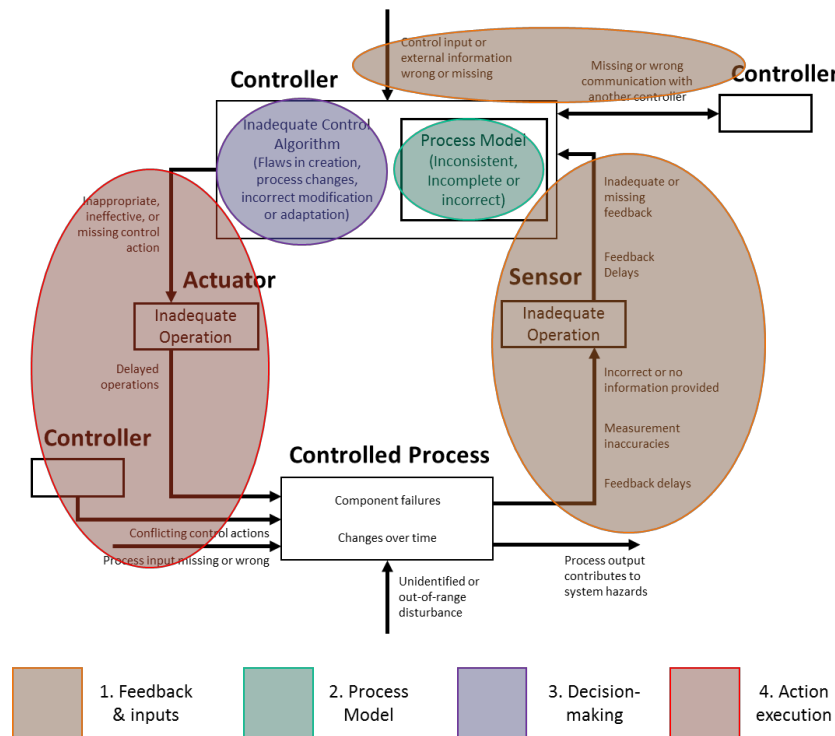 Control input or
external information
wrong or missing
Missing or wrong
communication with
another controller
Controller
Controller
Inadequate Control
Algorithm
(Flaws in creation,
process changes,
incorrect modification
or adaptation)
Process Model
(Inconsistent,
Incomplete or
incorrect)
Inappropriate,
ineffective, or
missing control
action
Inadequate or
missing
feedback
Feedback
Delays
Actuator
Sensor
Inadequate
Operation
Inadequate
Operation
Delayed
operations
Incorrect or no
information provided
Measurement
inaccuracies
Feedback delays
Controller
Controlled Process
Component failures
Changes over time
Conflicting control actions
Process input missing or wrong
Unidentified or
out-of-range
disturbance
Process output
contributes to
system hazards
1. Feedback
& inputs
2. Process
Model
3. Decision-
making
4. Action
execution